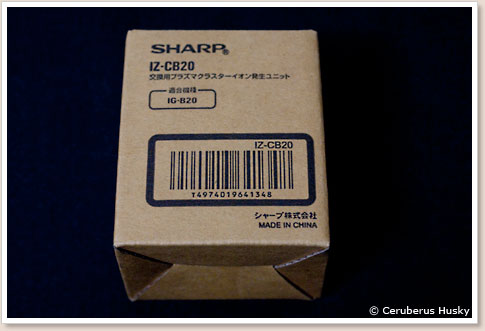 SHARP®
IZ-CB20
交換用プラズマクラスターイオン発生ユニット
適合機種
IG-B20
IZ-CB20
T4974019641348
シャープ株式会社
MADE IN CHINA
© Ceruberus Husky